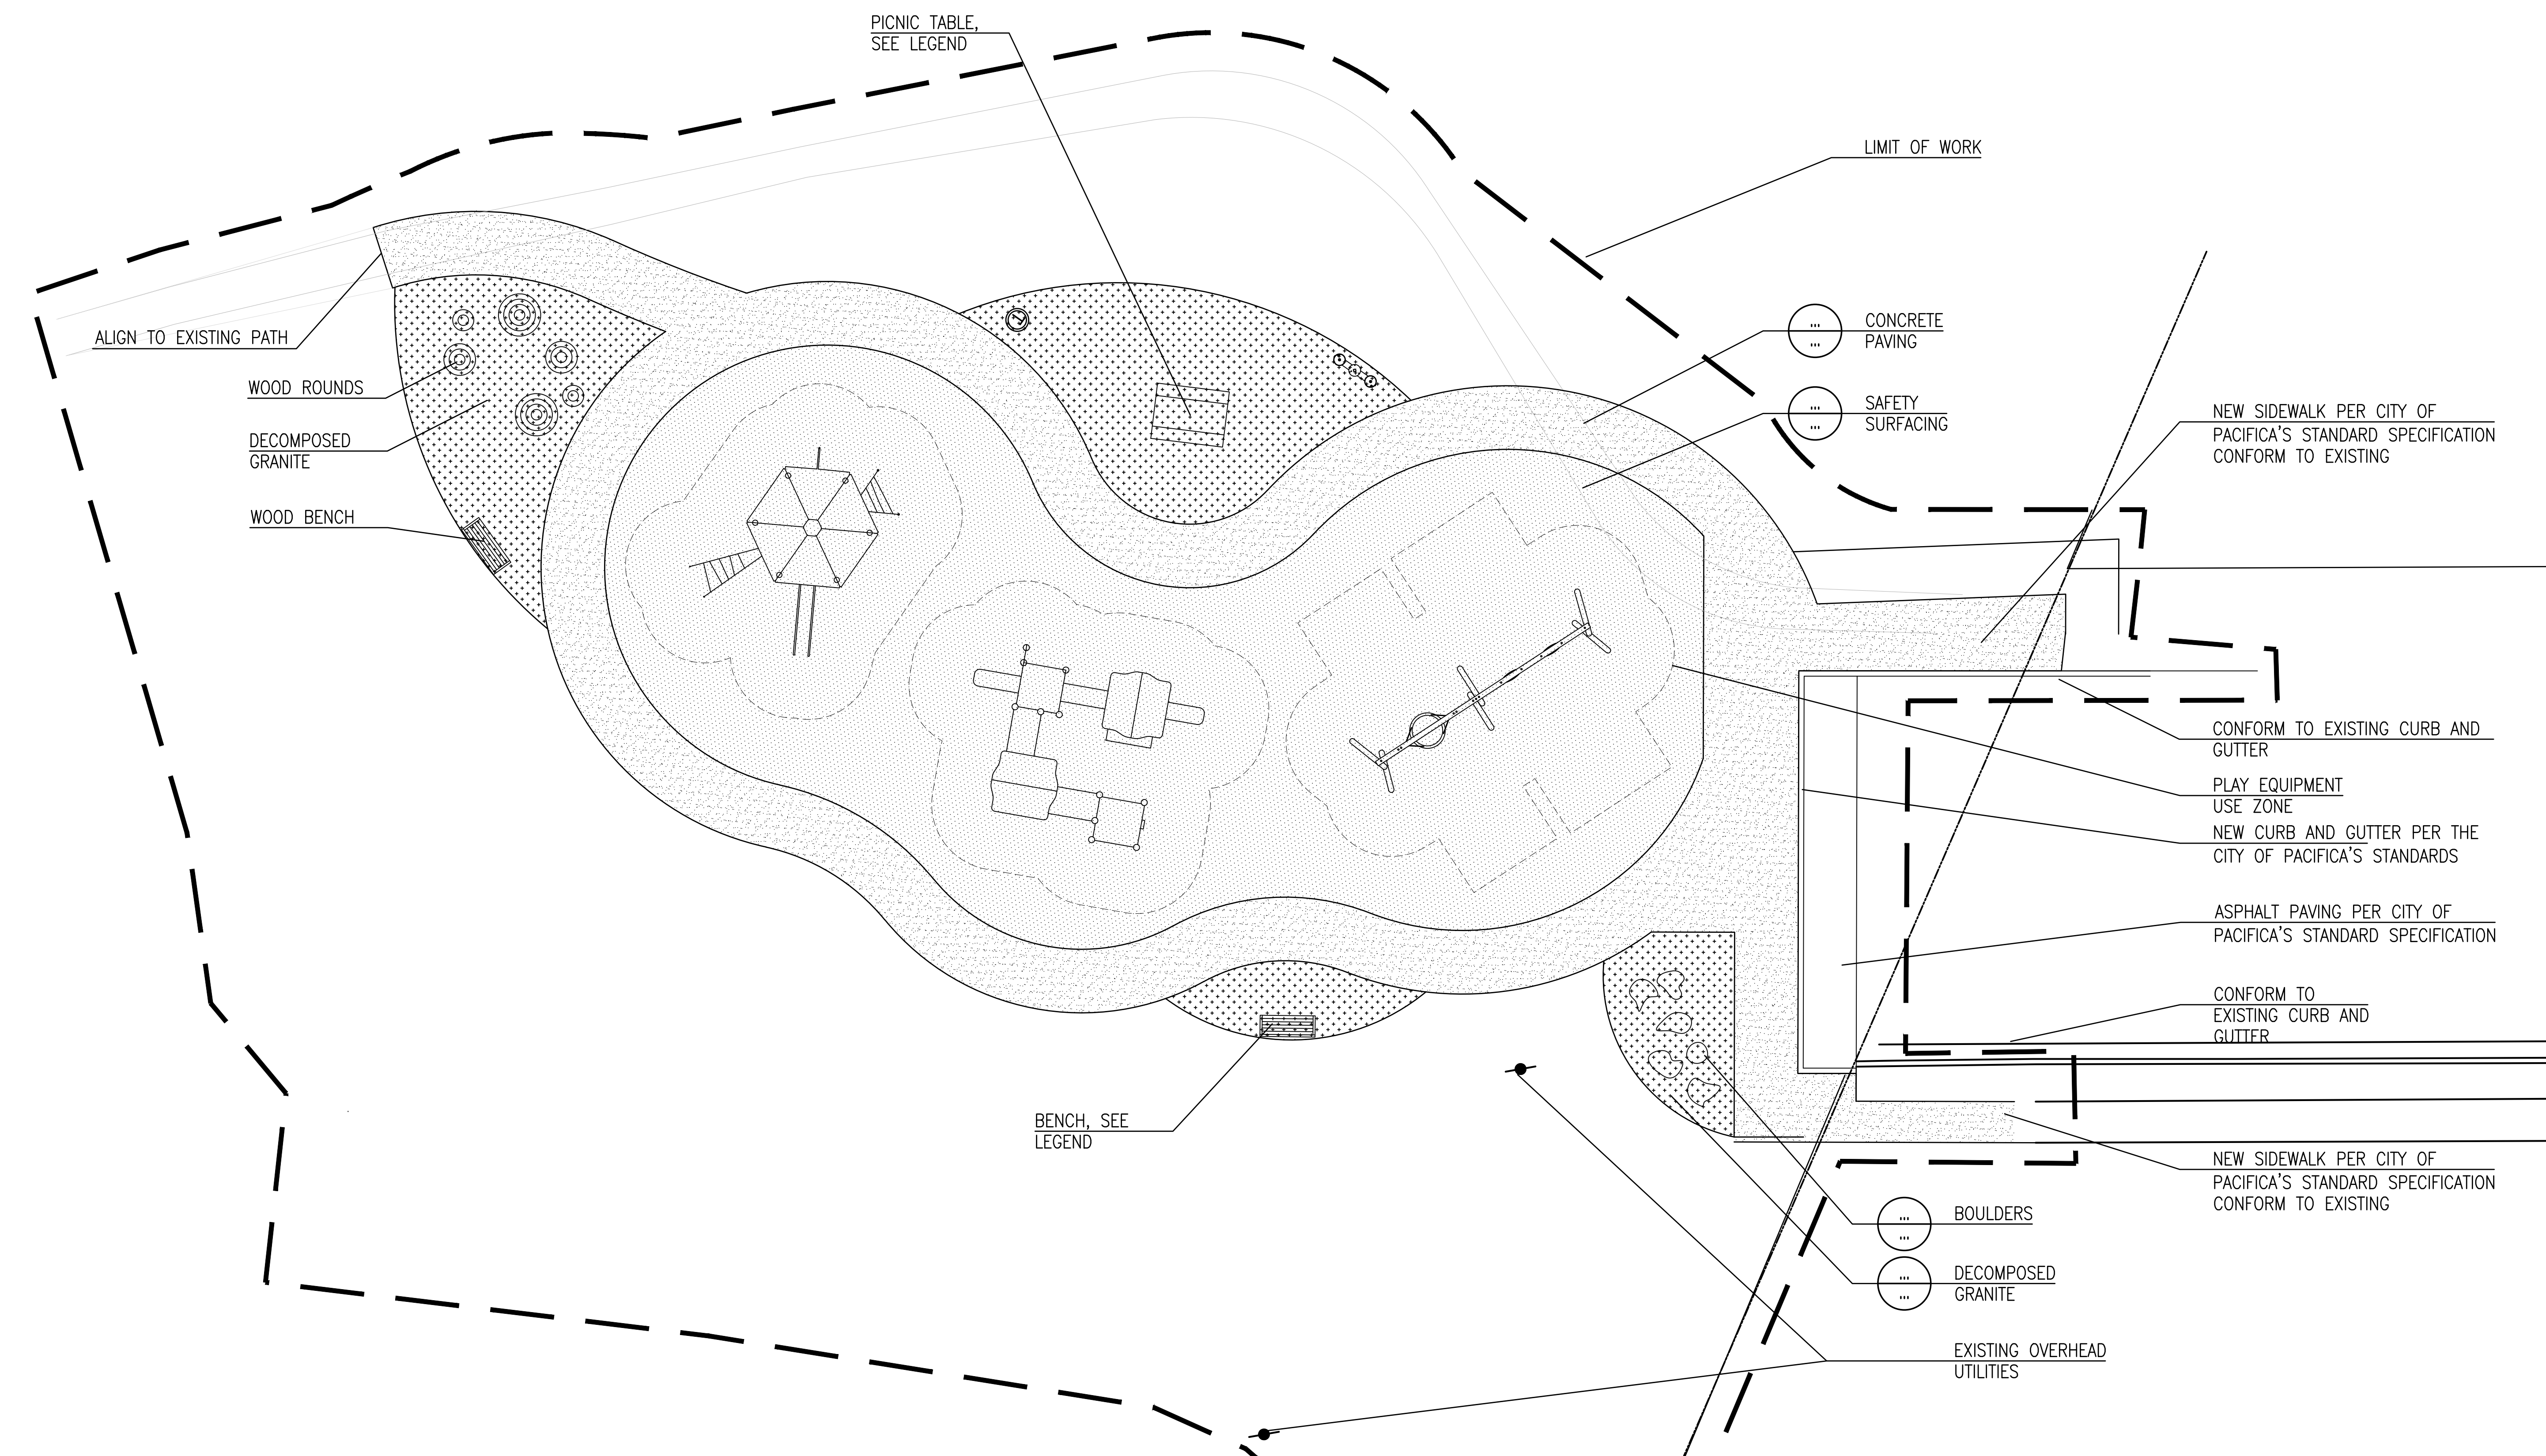 PICNIC TABLE,
SEE LEGEND
LIMIT OF WORK
ALIGN TO EXISTING PATH
WOOD ROUNDS
DECOMPOSED
GRANITE
WOOD BENCH
CONCRETE
PAVING
SAFETY
SURFACING
NEW SIDEWALK PER CITY OF
PACIFICA'S STANDARD SPECIFICATION
CONFORM TO EXISTING
CONFORM TO EXISTING CURB AND
GUTTER
PLAY EQUIPMENT
USE ZONE
NEW CURB AND GUTTER PER THE
CITY OF PACIFICA'S STANDARDS
ASPHALT PAVING PER CITY OF
PACIFICA'S STANDARD SPECIFICATION
CONFORM TO
EXISTING CURB AND
GUTTER
BENCH, SEE
LEGEND
NEW SIDEWALK PER CITY OF
PACIFICA'S STANDARD SPECIFICATION
CONFORM TO EXISTING
BOULDERS
DECOMPOSED
GRANITE
EXISTING OVERHEAD
UTILITIES